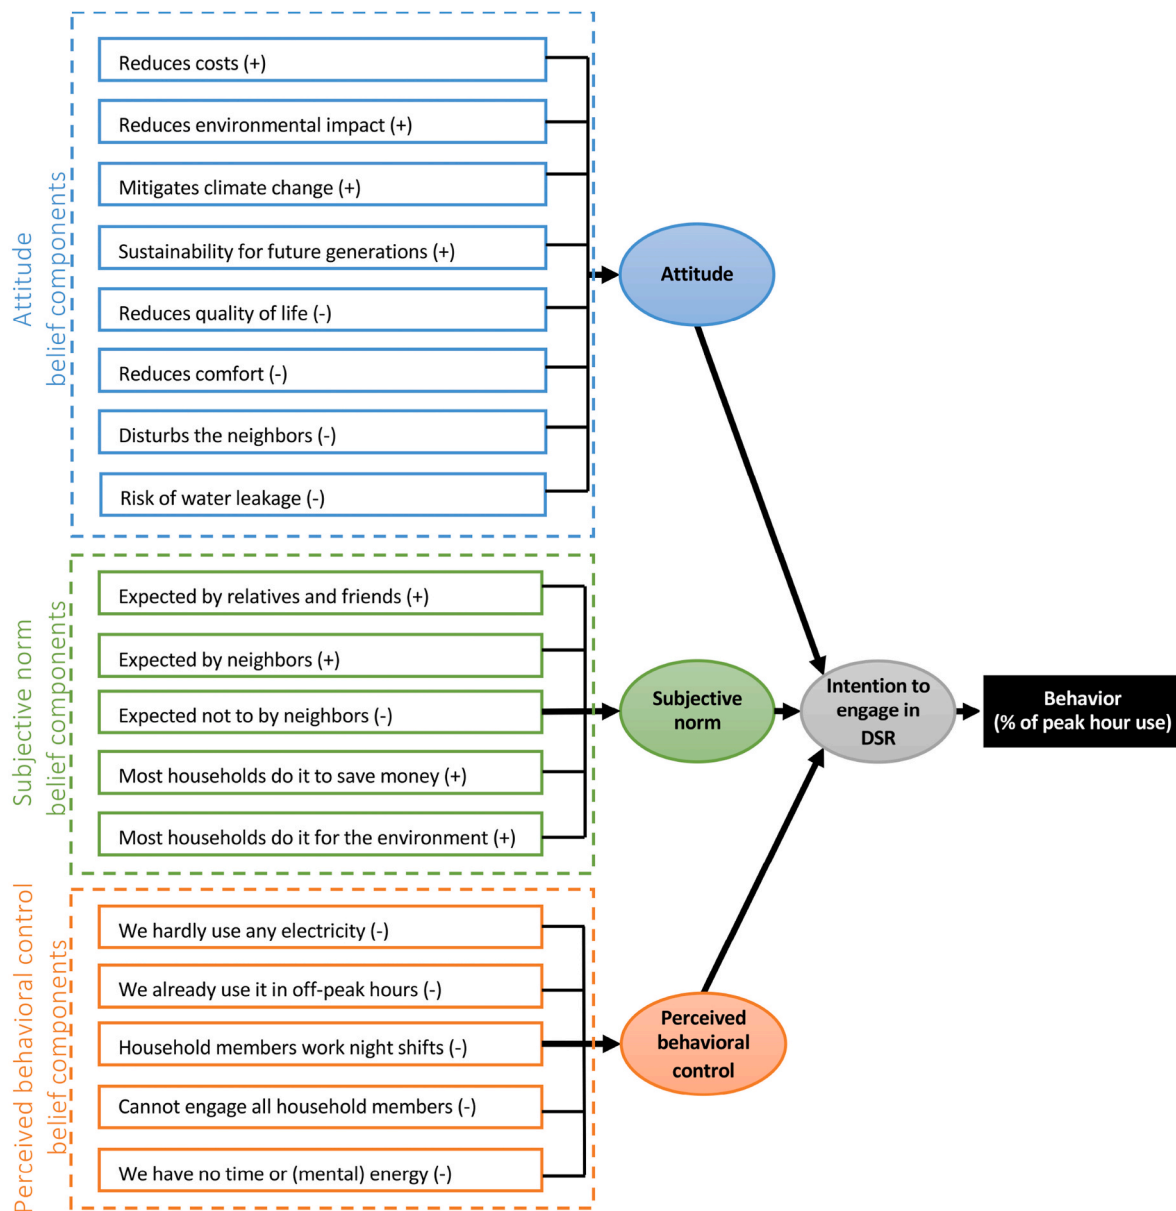 Attitude
belief components
Reduces costs (+)
Reduces environmental impact (+)
Mitigates climate change (+)
Sustainability for future generations (+)
Reduces quality of life (-)
Reduces comfort (-)
Disturbs the neighbors (-)
Risk of water leakage (-)
Attitude
Subjective norm
belief components
Expected by relatives and friends (+)
Expected by neighbors (+)
Expected not to by neighbors (-)
Most households do it to save money (+)
Most households do it for the environment (+)
Subjective
norm
Intention to
engage in
DSR
Behavior
(% of peak hour use)
Perceived behavioral control
belief components
We hardly use any electricity (-)
We already use it in off-peak hours (-)
Household members work night shifts (-)
Cannot engage all household members (-)
We have no time or (mental) energy (-)
Perceived
behavioral
control